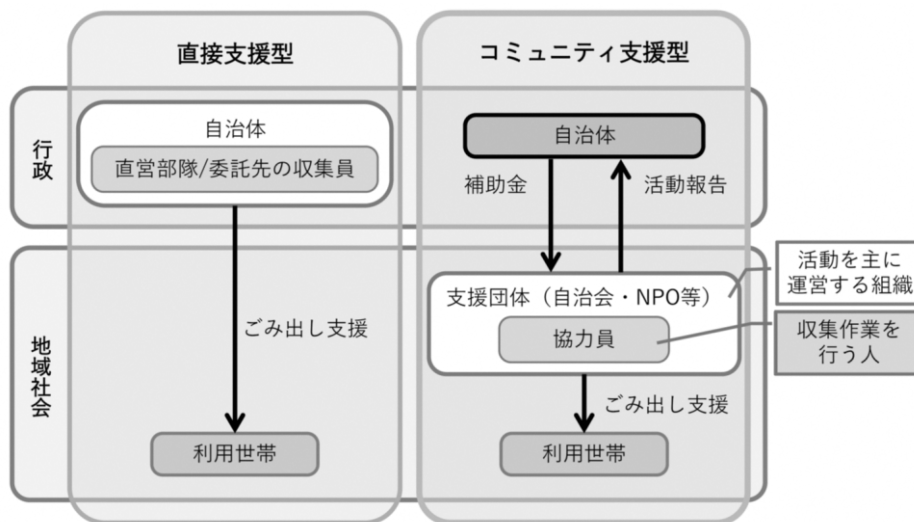 直接支援型
コミュニティ支援型
行政
自治体
直営部隊/委託先の収集員
自治体
補助金
活動報告
地域社会
支援団体（自治会・NPO等）
協力員
活動を主に
運営する組織
収集作業を
行う人
ごみ出し支援
ごみ出し支援
利用世帯
利用世帯